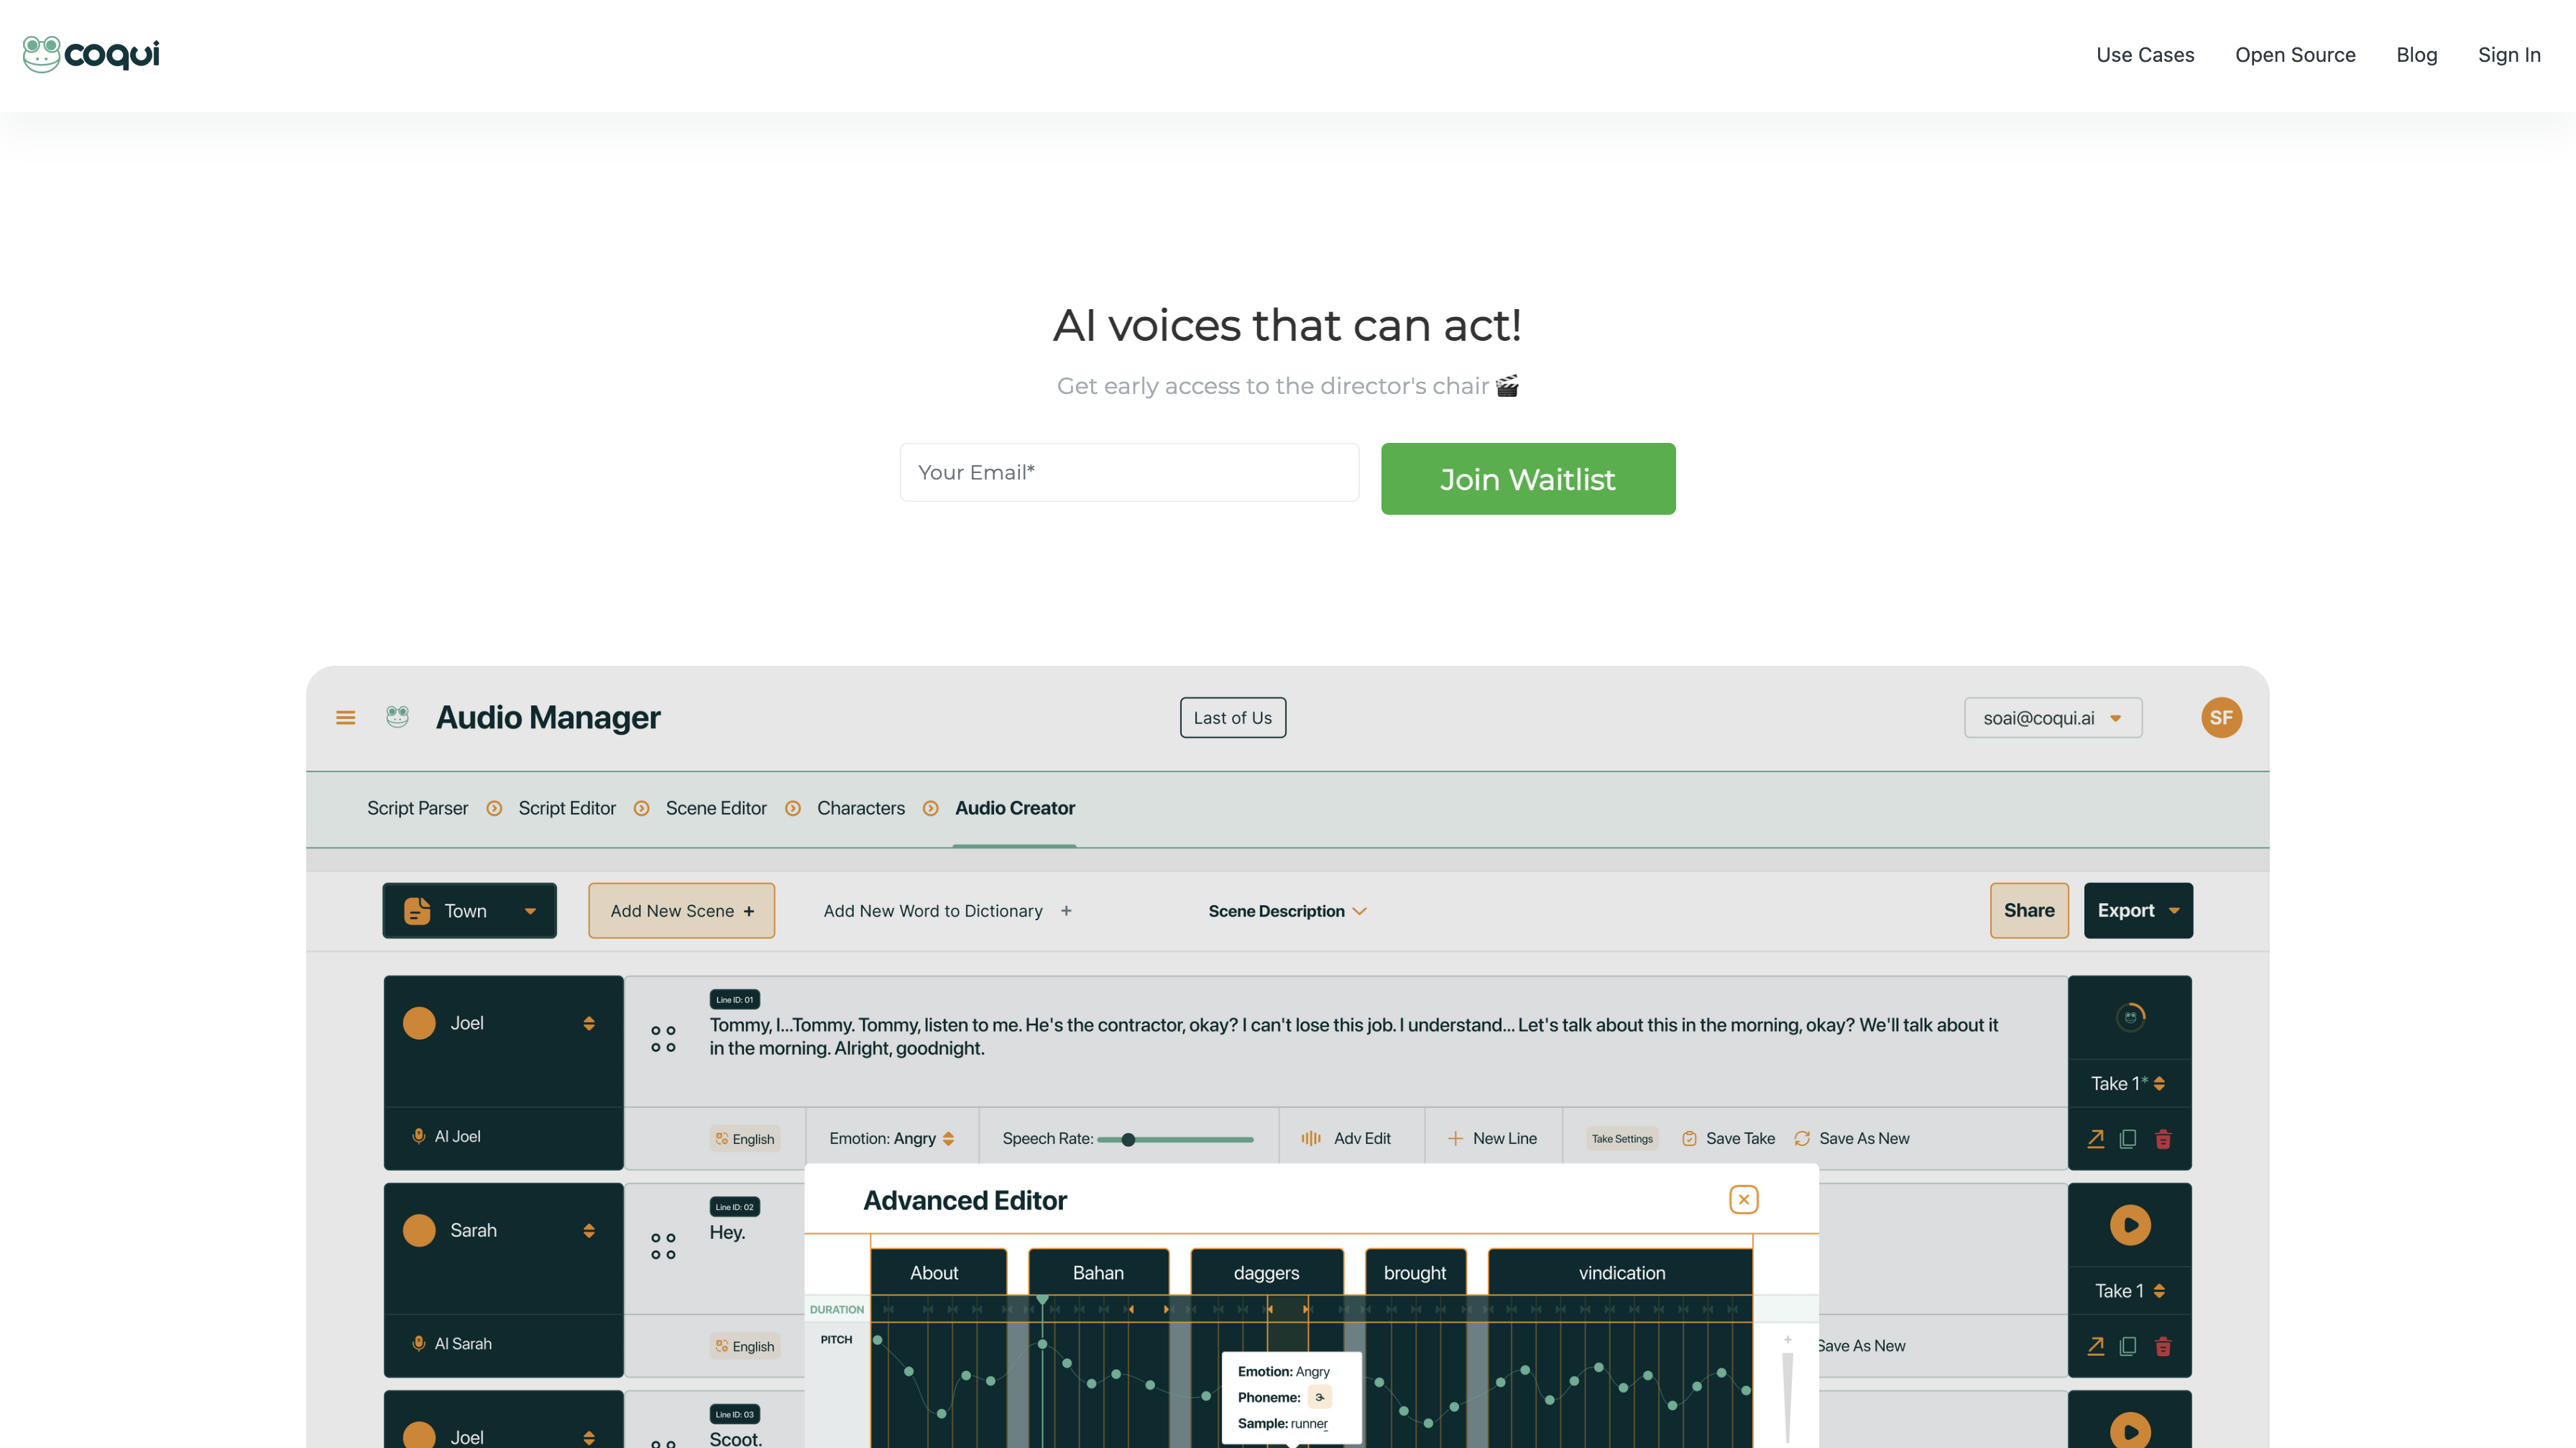 coqui
Use Cases Open Source Blog Sign In
AI voices that can act!
Get early access to the director's chair 🎬
Your Email*
Join Waitlist
Audio Manager
Last of Us
soai@coqui.ai
SF
Script Parser Script Editor Scene Editor Characters Audio Creator
Town
Add New Scene +
Add New Word to Dictionary +
Scene Description
Share
Export
Joel
Line ID: 01
Tommy, I...Tommy. Tommy, listen to me. He's the contractor, okay? I can't lose this job. I understand... Let's talk about this in the morning, okay? We'll talk about it
in the morning. Alright, goodnight.
Take 1*
AI Joel
English
Emotion: Angry
Speech Rate:
Adv Edit
New Line
Take Settings
Save Take
Save As New
Sarah
Line ID: 02
Hey.
Take 1
AI Sarah
English
Save As New
Advanced Editor
About Bahan daggers brought vindication
DURATION
PITCH
+
Emotion: Angry
Phoneme: ɝ
Sample: runner
Joel
Line ID: 03
Scoot.